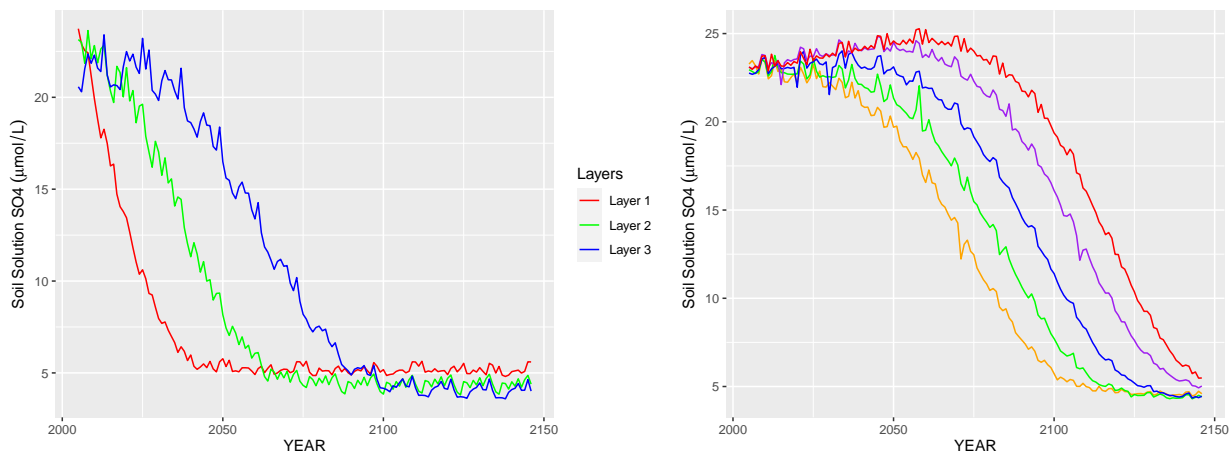 Soil Solution SO4 (μmol/L)
20
15
10
5
2000
2050
2100
2150
YEAR
Layers
Layer 1
Layer 2
Layer 3
Soil Solution SO4 (μmol/L)
25
20
15
10
5
2000
2050
2100
2150
YEAR